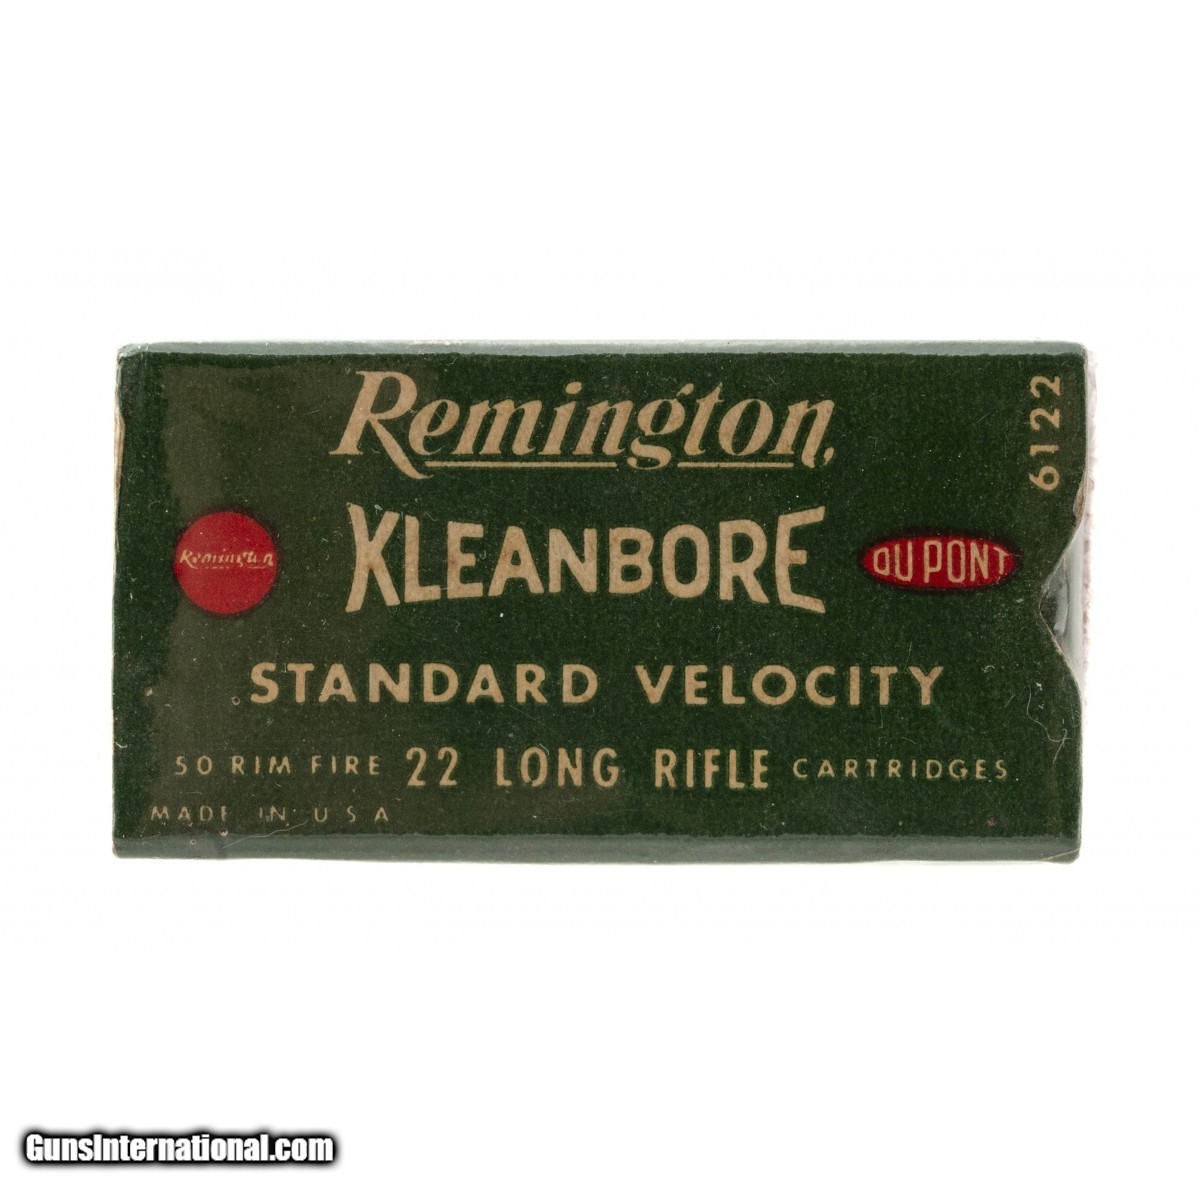 Remington,
6122
KLEANBORE
Remington
DU PONT
STANDARD VELOCITY
50 RIM FIRE 22 LONG RIFLE CARTRIDGES
MADE IN U S A
GunsInternational.com